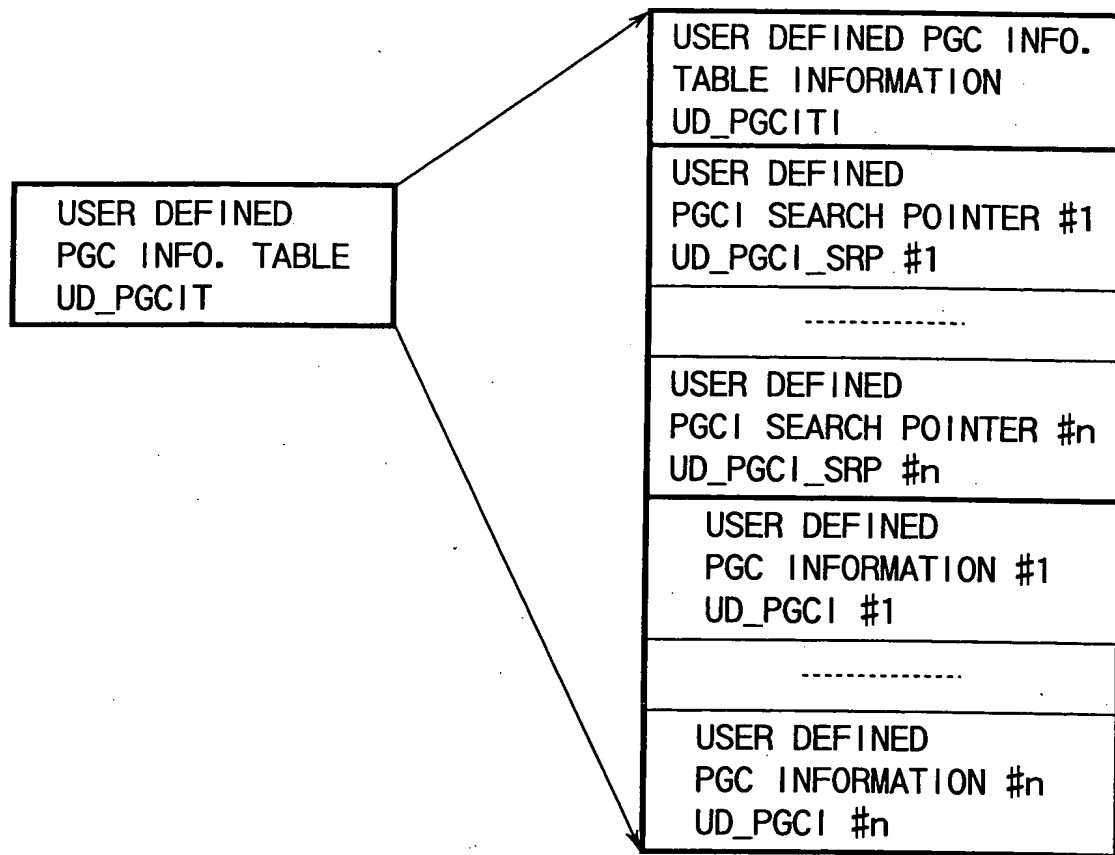 USER DEFINED
PGC INFO. TABLE
UD_PGCIT
USER DEFINED PGC INFO.
TABLE INFORMATION
UD_PGCITI
USER DEFINED
PGCI SEARCH POINTER #1
UD_PGCI_SRP #1
USER DEFINED
PGCI SEARCH POINTER #n
UD_PGCI_SRP #n
USER DEFINED
PGC INFORMATION #1
UD_PGCI #1
USER DEFINED
PGC INFORMATION #n
UD_PGCI #n